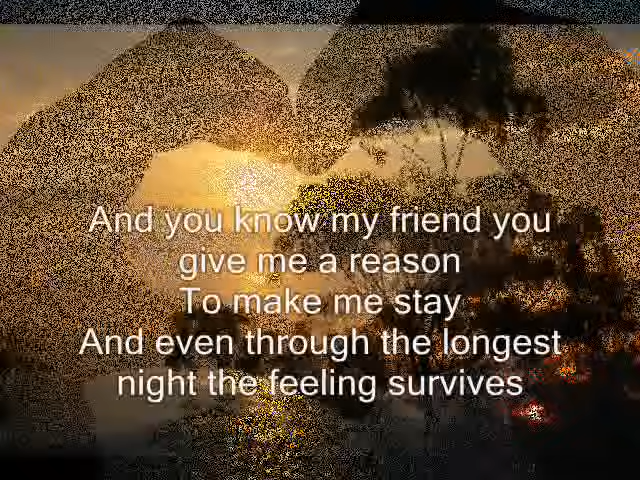 And you know my friend you
give me a reason
To make me stay
And even through the longest
night the feeling survives